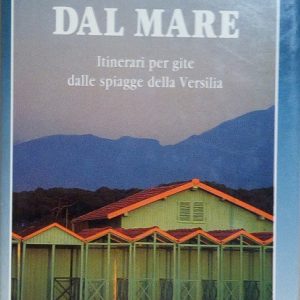 DAL MARE
Itinerari per gite
dalle spiagge della Versilia